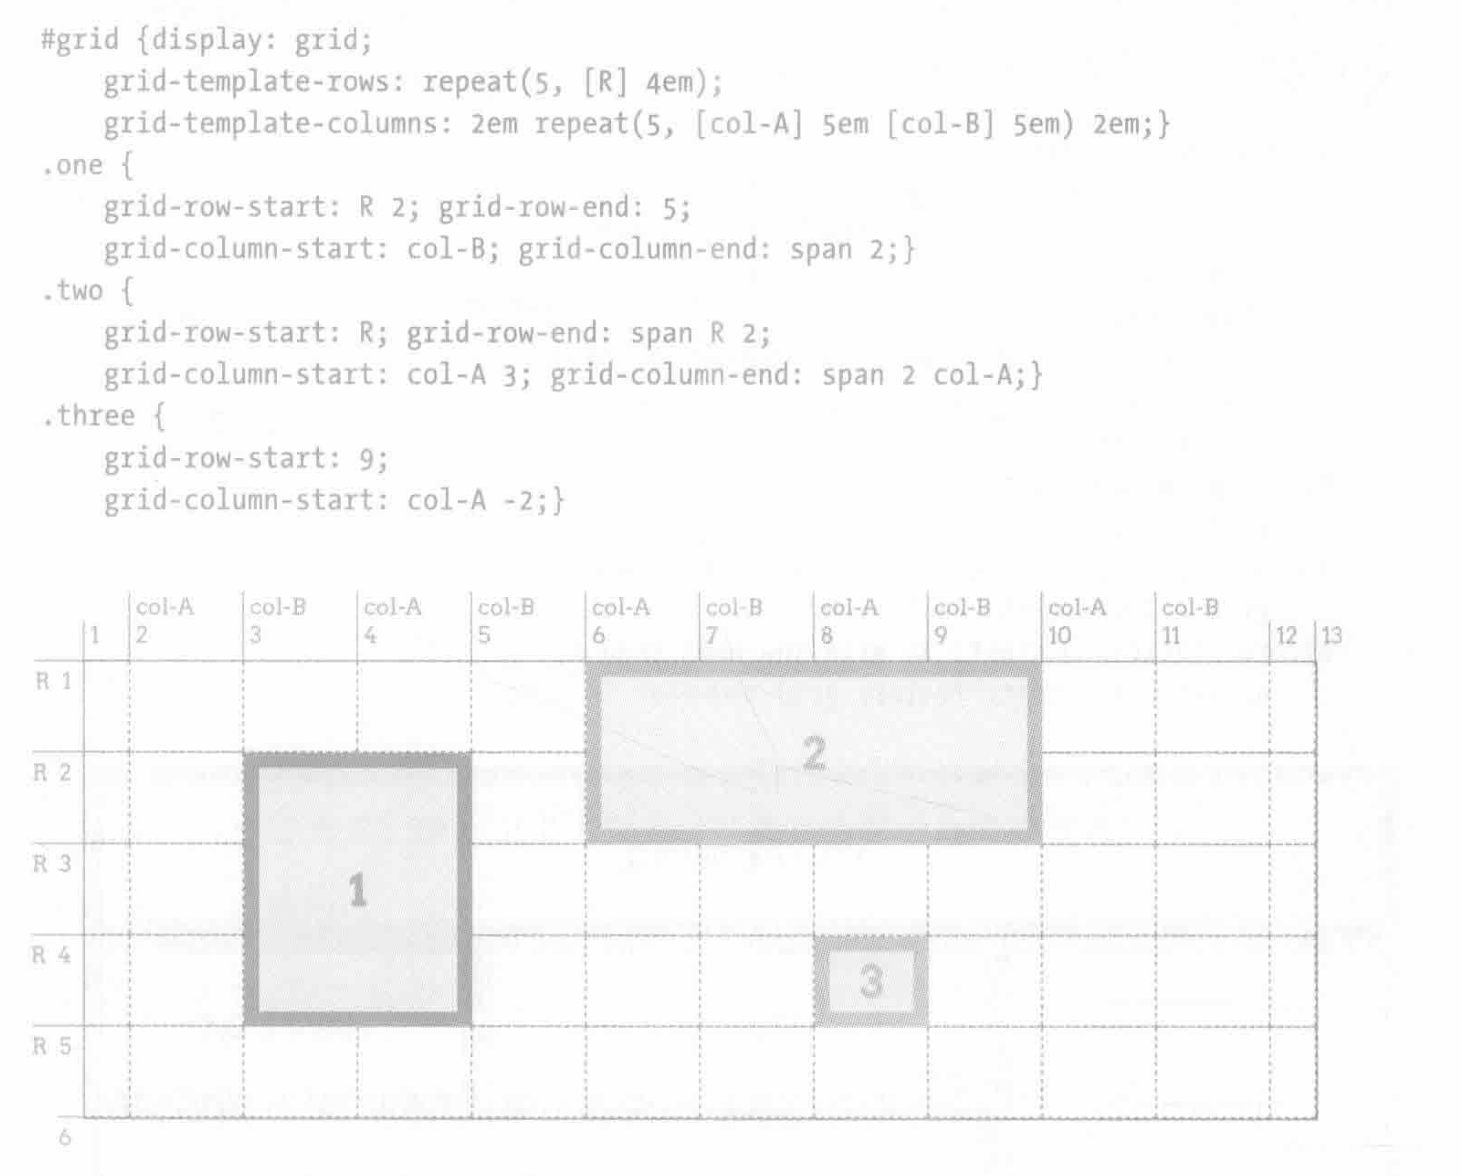 #grid {display: grid;
grid-template-rows: repeat(5, [R] 4em);
grid-template-columns: 2em repeat(5, [col-A] 5em [col-B] 5em) 2em;}
.one {
grid-row-start: R 2; grid-row-end: 5;
grid-column-start: col-B; grid-column-end: span 2;}
.two {
grid-row-start: R; grid-row-end: span R 2;
grid-column-start: col-A 3; grid-column-end: span 2 col-A;}
.three {
grid-row-start: 9;
grid-column-start: col-A -2;}
col-A col-B col-A col-B col-A col-B col-A col-B col-A col-B
1 2 3 4 5 6 7 8 9 10 11 12 13
R 1
2
R 2
R 3
1
R 4
3
R 5
6